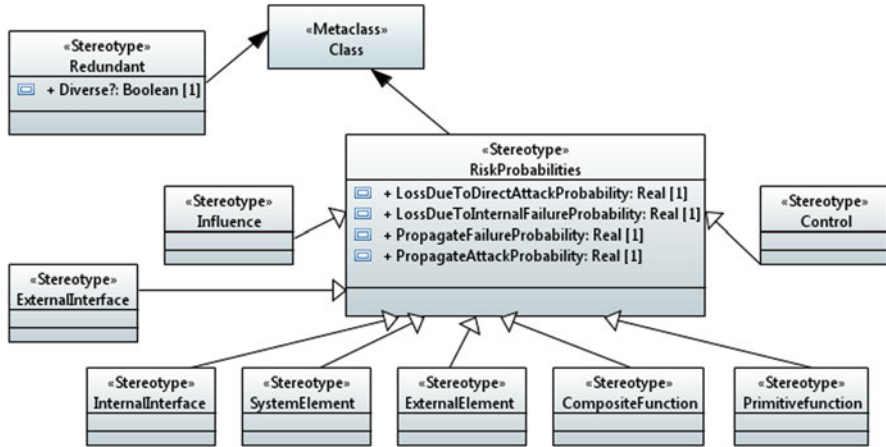 «Stereotype»
Redundant
+ Diverse?: Boolean [1]
«Metaclass»
Class
«Stereotype»
RiskProbabilities
+ LossDueToDirectAttackProbability: Real [1]
+ LossDueToInternalFailureProbability: Real [1]
+ PropagateFailureProbability: Real [1]
+ PropagateAttackProbability: Real [1]
«Stereotype»
Influence
«Stereotype»
Control
«Stereotype»
ExternalInterface
«Stereotype»
InternalInterface
«Stereotype»
SystemElement
«Stereotype»
ExternalElement
«Stereotype»
CompositeFunction
«Stereotype»
Primitivefunction